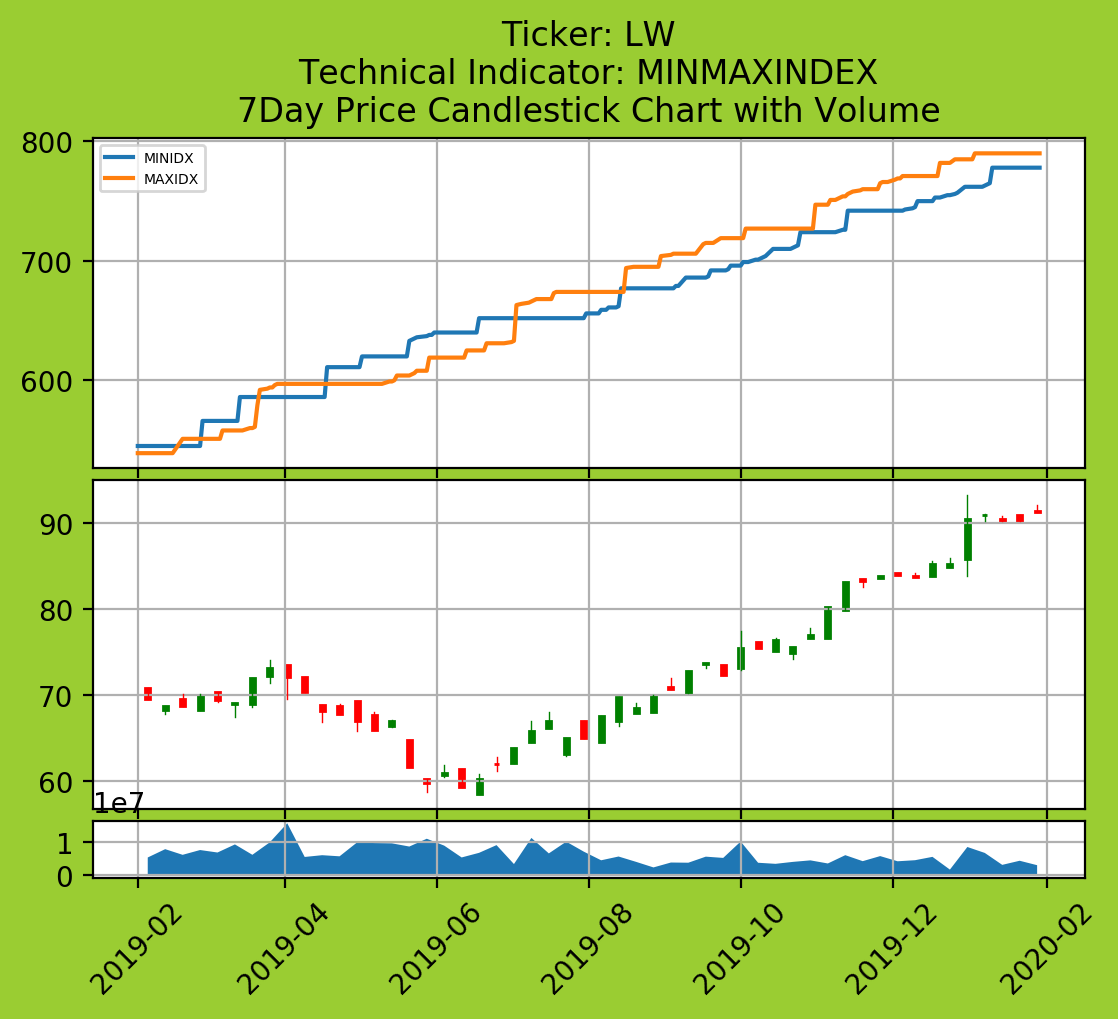 Ticker: LW
Technical Indicator: MINMAXINDEX
7Day Price Candlestick Chart with Volume
800
MINIDX
MAXIDX
700
600
90
80
70
60
1e7
1
0
2019-02
2019-04
2019-06
2019-08
2019-10
2019-12
2020-02